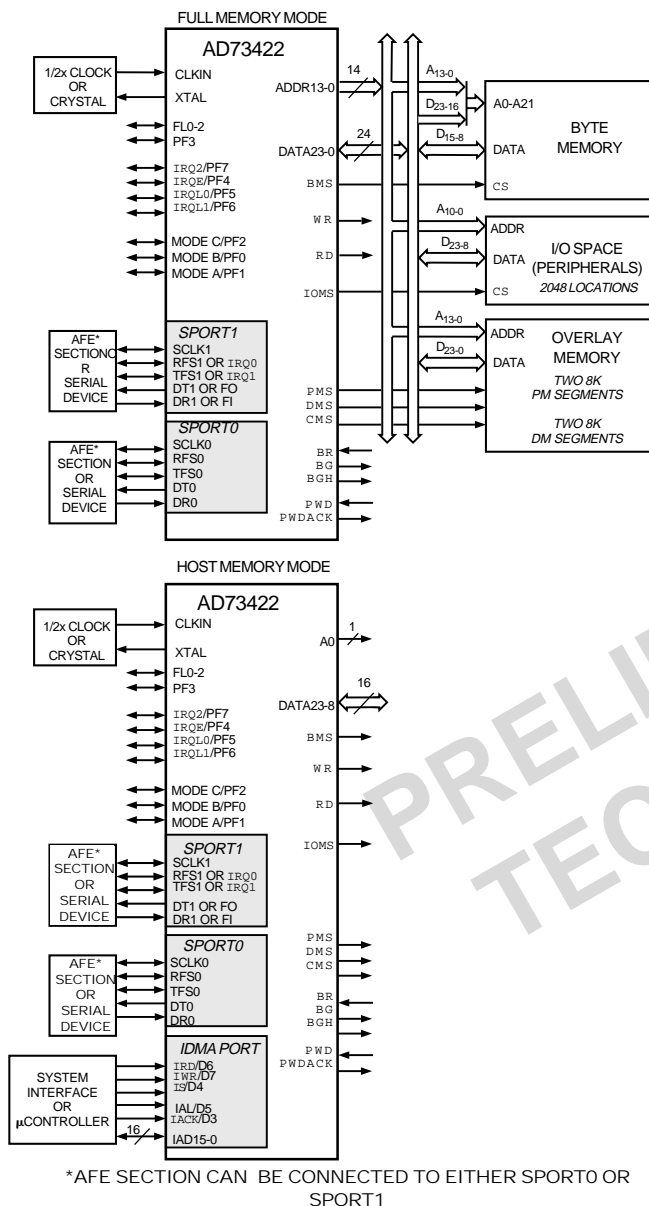 FULL MEMORY MODE
AD73422
1/2x CLOCK
OR
CRYSTAL
CLKIN
XTAL
FL0-2
PF3
IRQ2/PF7
IRQE/PF4
IRQL0/PF5
IRQL1/PF6
MODE C/PF2
MODE B/PF0
MODE A/PF1
AFE*
SECTIONO
R
SERIAL
DEVICE
SPORT1
SCLK1
RFS1 OR IRQ0
TFS1 OR IRQ1
DT1 OR FO
DR1 OR FI
AFE*
SECTION
OR
SERIAL
DEVICE
SPORT0
SCLK0
RFS0
TFS0
DT0
DR0
14
ADDR13-0
24
DATA23-0
BMS
WR
RD
IOMS
PMS
DMS
CMS
BR
BG
BGH
PWD
PWDACK
A13-0
D23-16
D15-8
A10-0
D23-8
A13-0
D23-0
A0-A21
BYTE
MEMORY
DATA
CS
ADDR
I/O SPACE
(PERIPHERALS)
DATA
2048 LOCATIONS
CS
ADDR
OVERLAY
MEMORY
DATA
TWO 8K
PM SEGMENTS
TWO 8K
DM SEGMENTS
HOST MEMORY MODE
AD73422
1/2x CLOCK
OR
CRYSTAL
CLKIN
XTAL
FL0-2
PF3
IRQ2/PF7
IRQE/PF4
IRQL0/PF5
IRQL1/PF6
MODE C/PF2
MODE B/PF0
MODE A/PF1
AFE*
SECTION
OR
SERIAL
DEVICE
SPORT1
SCLK1
RFS1 OR IRQ0
TFS1 OR IRQ1
DT1 OR FO
DR1 OR FI
AFE*
SECTION
OR
SERIAL
DEVICE
SPORT0
SCLK0
RFS0
TFS0
DT0
DR0
SYSTEM
INTERFACE
OR
µCONTROLLER
IDMA PORT
IRD/D6
IWR/D7
IS/D4
IAL/D5
IACK/D3
16
IAD15-0
1
A0
16
DATA23-8
BMS
WR
RD
IOMS
PMS
DMS
CMS
BR
BG
BGH
PWD
PWDACK
*AFE SECTION CAN BE CONNECTED TO EITHER SPORT0 OR
SPORT1